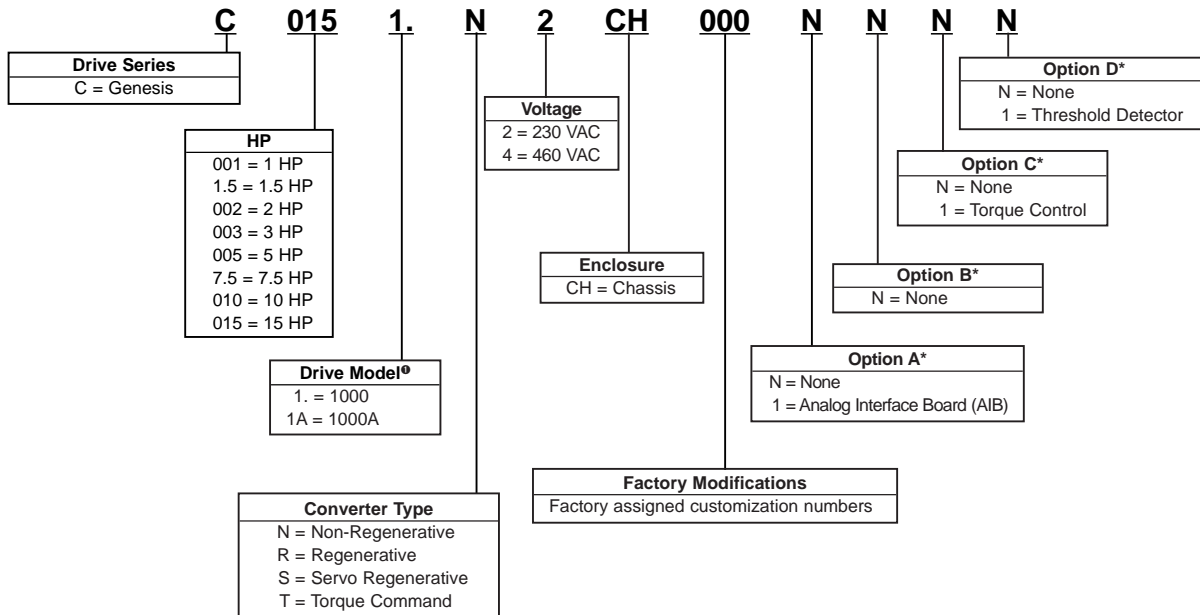 C 015 1. N 2 CH 000 N N N N
Drive Series
C = Genesis
HP
001 = 1 HP
1.5 = 1.5 HP
002 = 2 HP
003 = 3 HP
005 = 5 HP
7.5 = 7.5 HP
010 = 10 HP
015 = 15 HP
Drive Model❶
1. = 1000
1A = 1000A
Converter Type
N = Non-Regenerative
R = Regenerative
S = Servo Regenerative
T = Torque Command
Voltage
2 = 230 VAC
4 = 460 VAC
Enclosure
CH = Chassis
Factory Modifications
Factory assigned customization numbers
Option A*
N = None
1 = Analog Interface Board (AIB)
Option B*
N = None
Option C*
N = None
1 = Torque Control
Option D*
N = None
1 = Threshold Detector